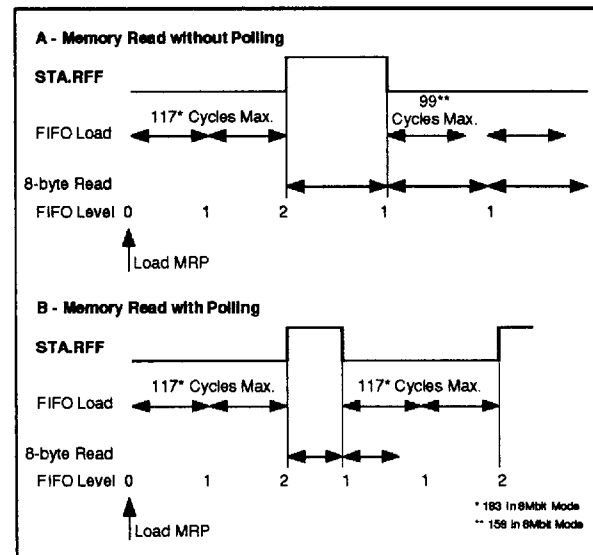 A - Memory Read without Polling
STA.RFF
117* Cycles Max.
99**
Cycles Max.
FIFO Load
8-byte Read
FIFO Level 0 1 2 1 1
Load MRP
B - Memory Read with Polling
STA.RFF
117* Cycles Max. 117* Cycles Max.
FIFO Load
8-byte Read
FIFO Level 0 1 2 1 1 2
* 183 in 8Mbit Mode
** 158 in 8Mbit Mode
Load MRP